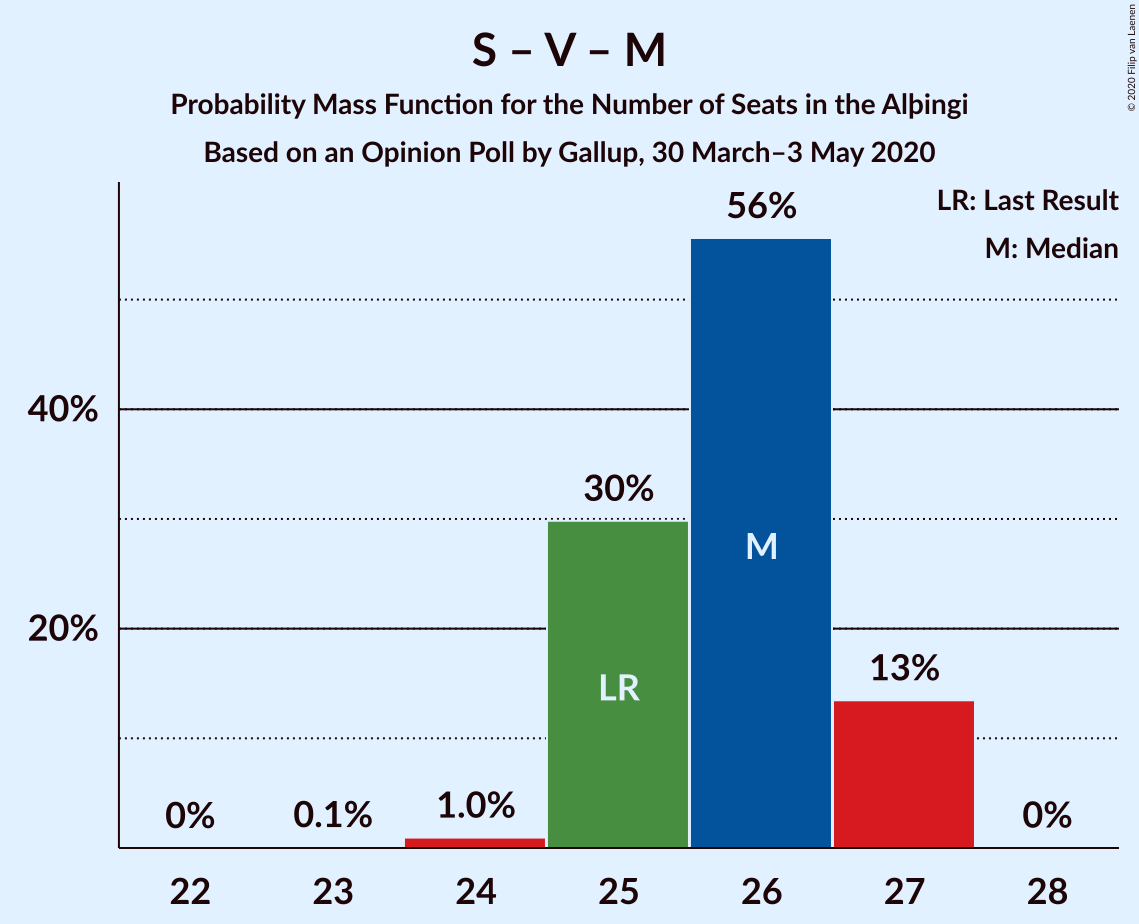 S – V – M
Probability Mass Function for the Number of Seats in the Alþingi
Based on an Opinion Poll by Gallup, 30 March–3 May 2020
© 2020 Filip van Laenen
LR: Last Result
M: Median
56%
40%
30%
M
20%
13%
LR
0%
0.1%
1.0%
0%
22
23
24
25
26
27
28